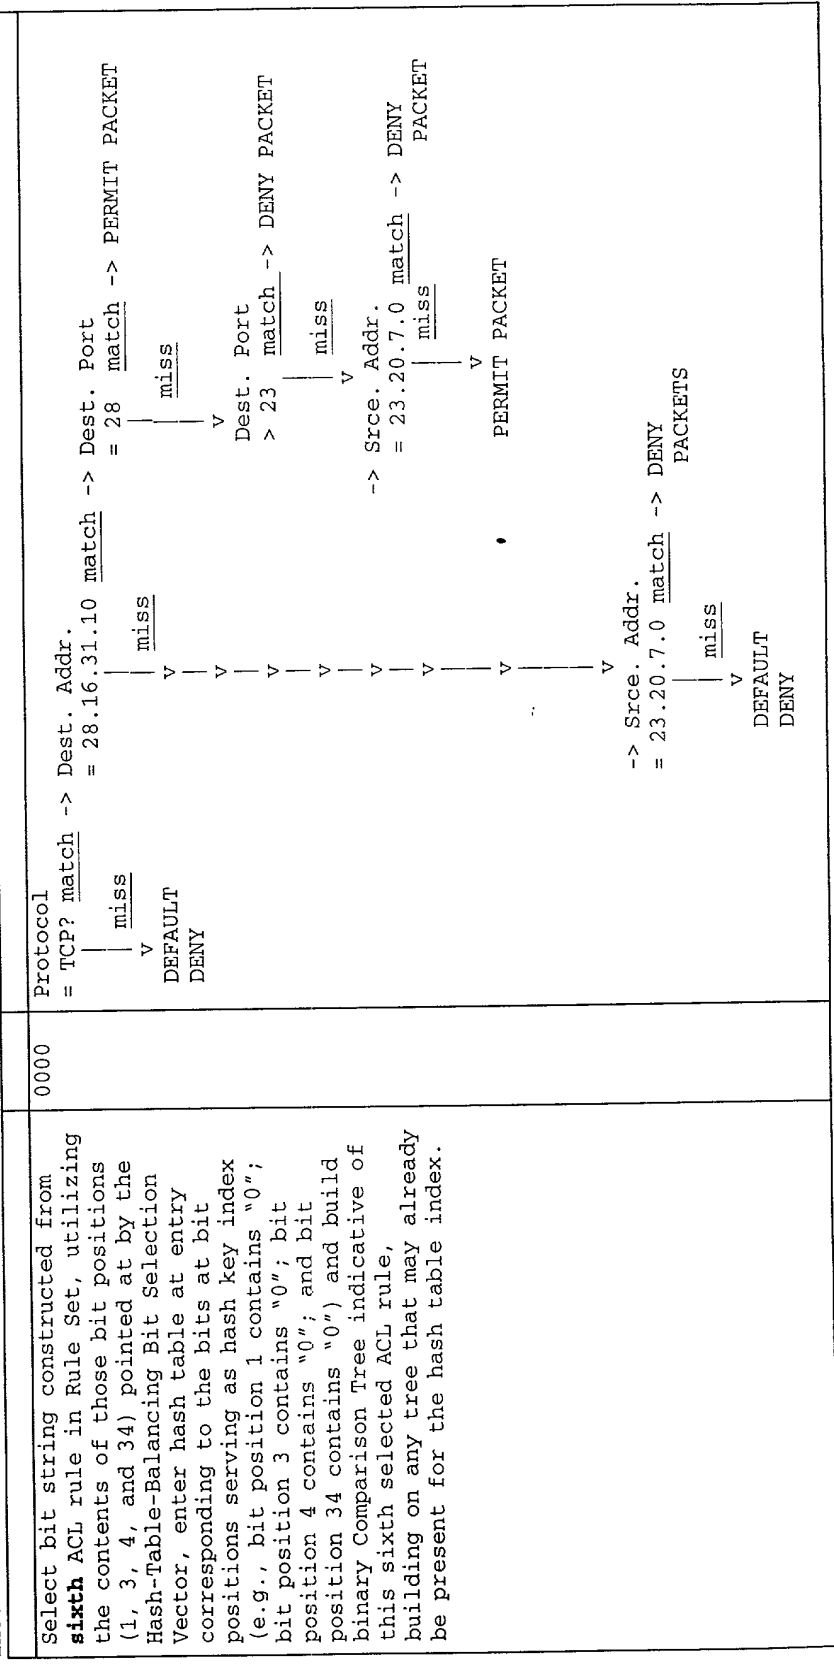 Select bit string constructed from
sixth ACL rule in Rule Set, utilizing
the contents of those bit positions
(1, 3, 4, and 34) pointed at by the
Hash-Table-Balancing Bit Selection
Vector, enter hash table at entry
corresponding to the bits at bit
positions serving as hash key index
(e.g., bit position 1 contains "0";
bit position 3 contains "0"; bit
position 4 contains "0"; and bit
position 34 contains "0") and build
binary Comparison Tree indicative of
this sixth selected ACL rule,
building on any tree that may already
be present for the hash table index.
0000
Protocol
= TCP? match -> Dest. Addr.
= 28.16.31.10 match -> Dest. Port
= 28 match -> PERMIT PACKET
miss
v
DEFAULT
DENY
miss
v
v
v
v
v
v
v
v
miss
v
Dest. Port
> 23 match -> DENY PACKET
miss
v
-> Srce. Addr.
= 23.20.7.0 match -> DENY
PACKET
miss
v
PERMIT PACKET
-> Srce. Addr.
= 23.20.7.0 match -> DENY
PACKETS
miss
v
DEFAULT
DENY